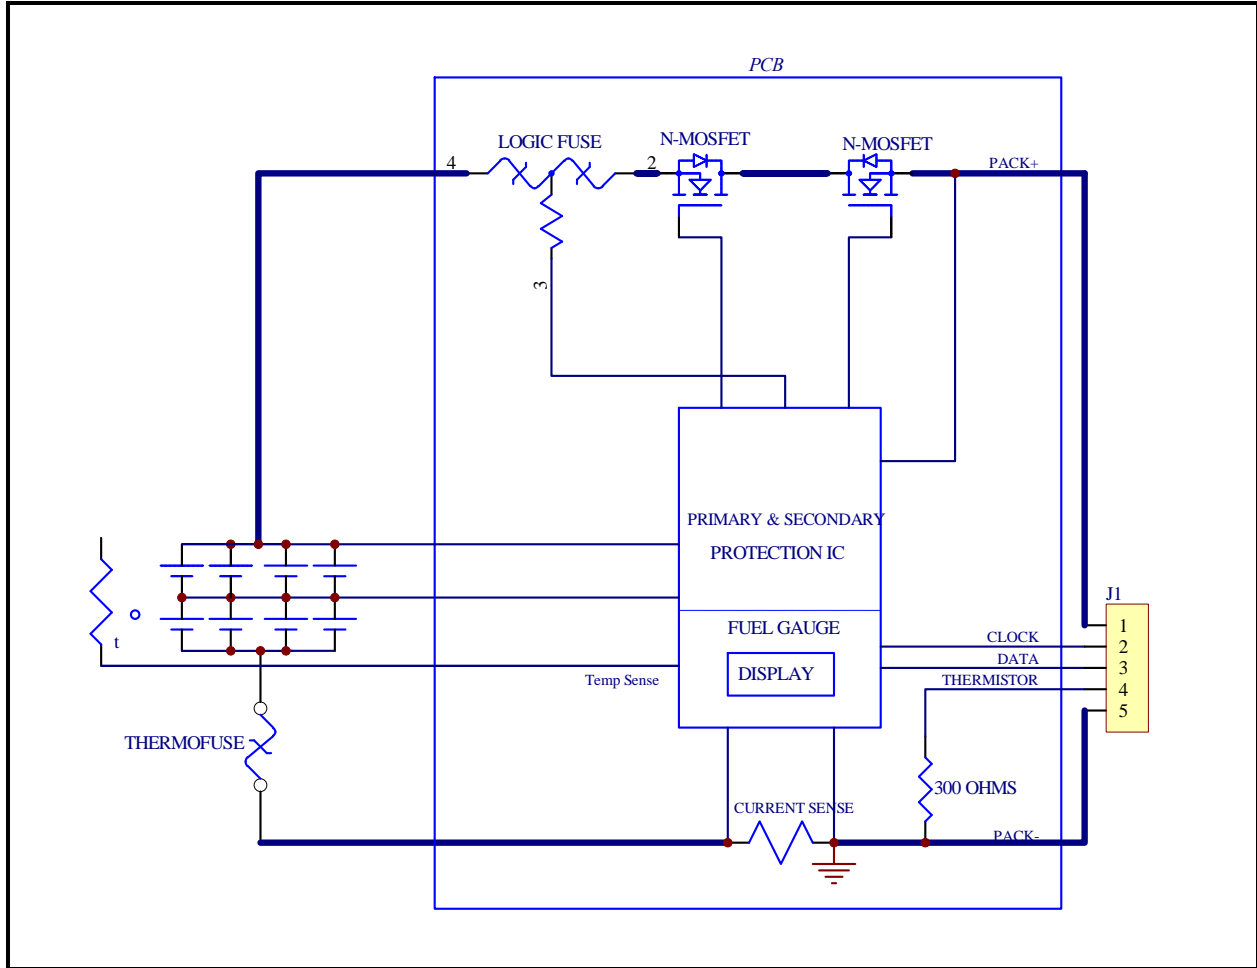 PCB
LOGIC FUSE
N-MOSFET
N-MOSFET
4
2
PACK+
3
PRIMARY & SECONDARY
PROTECTION IC
J1
1
FUEL GAUGE
CLOCK
2
t
DATA
3
DISPLAY
Temp Sense
THERMISTOR
4
5
THERMOFUSE
300 OHMS
CURRENT SENSE
PACK-